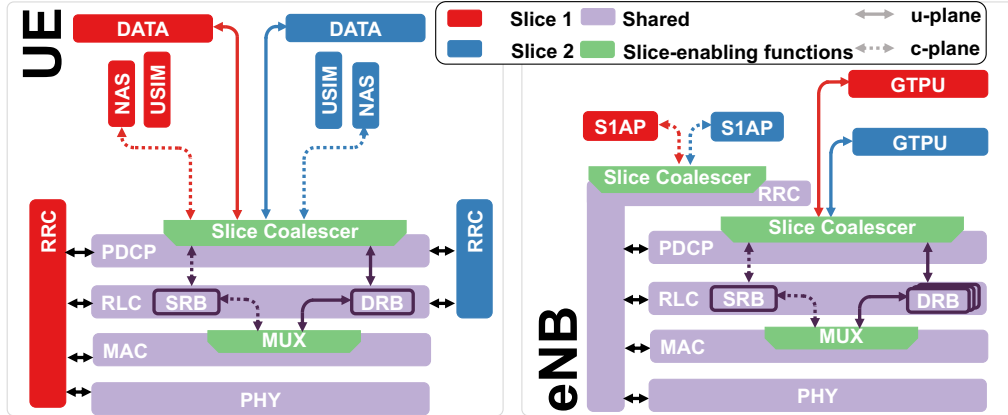 UE
DATA
DATA
NAS
USIM
USIM
NAS
RRC
Slice Coalescer
RRC
PDCP
RLC
SRB
DRB
MUX
MAC
PHY
Slice 1
Shared
u-plane
Slice 2
Slice-enabling functions
c-plane
eNB
GTPU
S1AP
S1AP
GTPU
Slice Coalescer
RRC
Slice Coalescer
PDCP
RLC
SRB
DRB
MUX
MAC
PHY